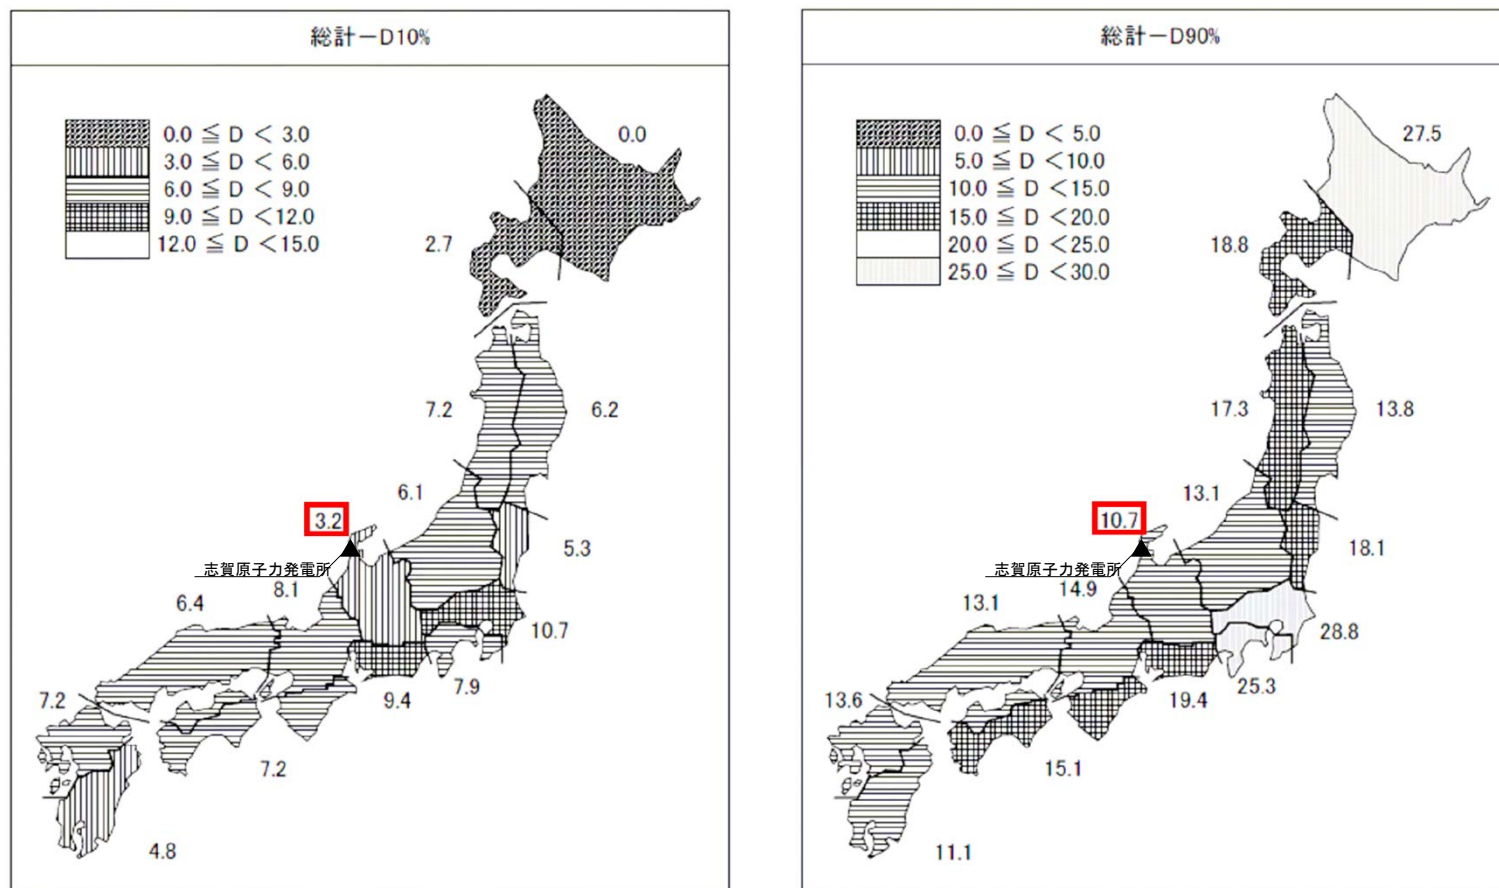 総計－D10%
0.0 ≦ D < 3.0
3.0 ≦ D < 6.0
6.0 ≦ D < 9.0
9.0 ≦ D <12.0
12.0 ≦ D <15.0
0.0
2.7
7.2
6.2
6.1
3.2
5.3
志賀原子力発電所
8.1
6.4
10.7
7.9
9.4
7.2
7.2
4.8
総計－D90%
0.0 ≦ D < 5.0
5.0 ≦ D <10.0
10.0 ≦ D <15.0
15.0 ≦ D <20.0
20.0 ≦ D <25.0
25.0 ≦ D <30.0
27.5
18.8
17.3
13.8
13.1
10.7
18.1
志賀原子力発電所
14.9
13.1
28.8
25.3
19.4
13.6
15.1
11.1